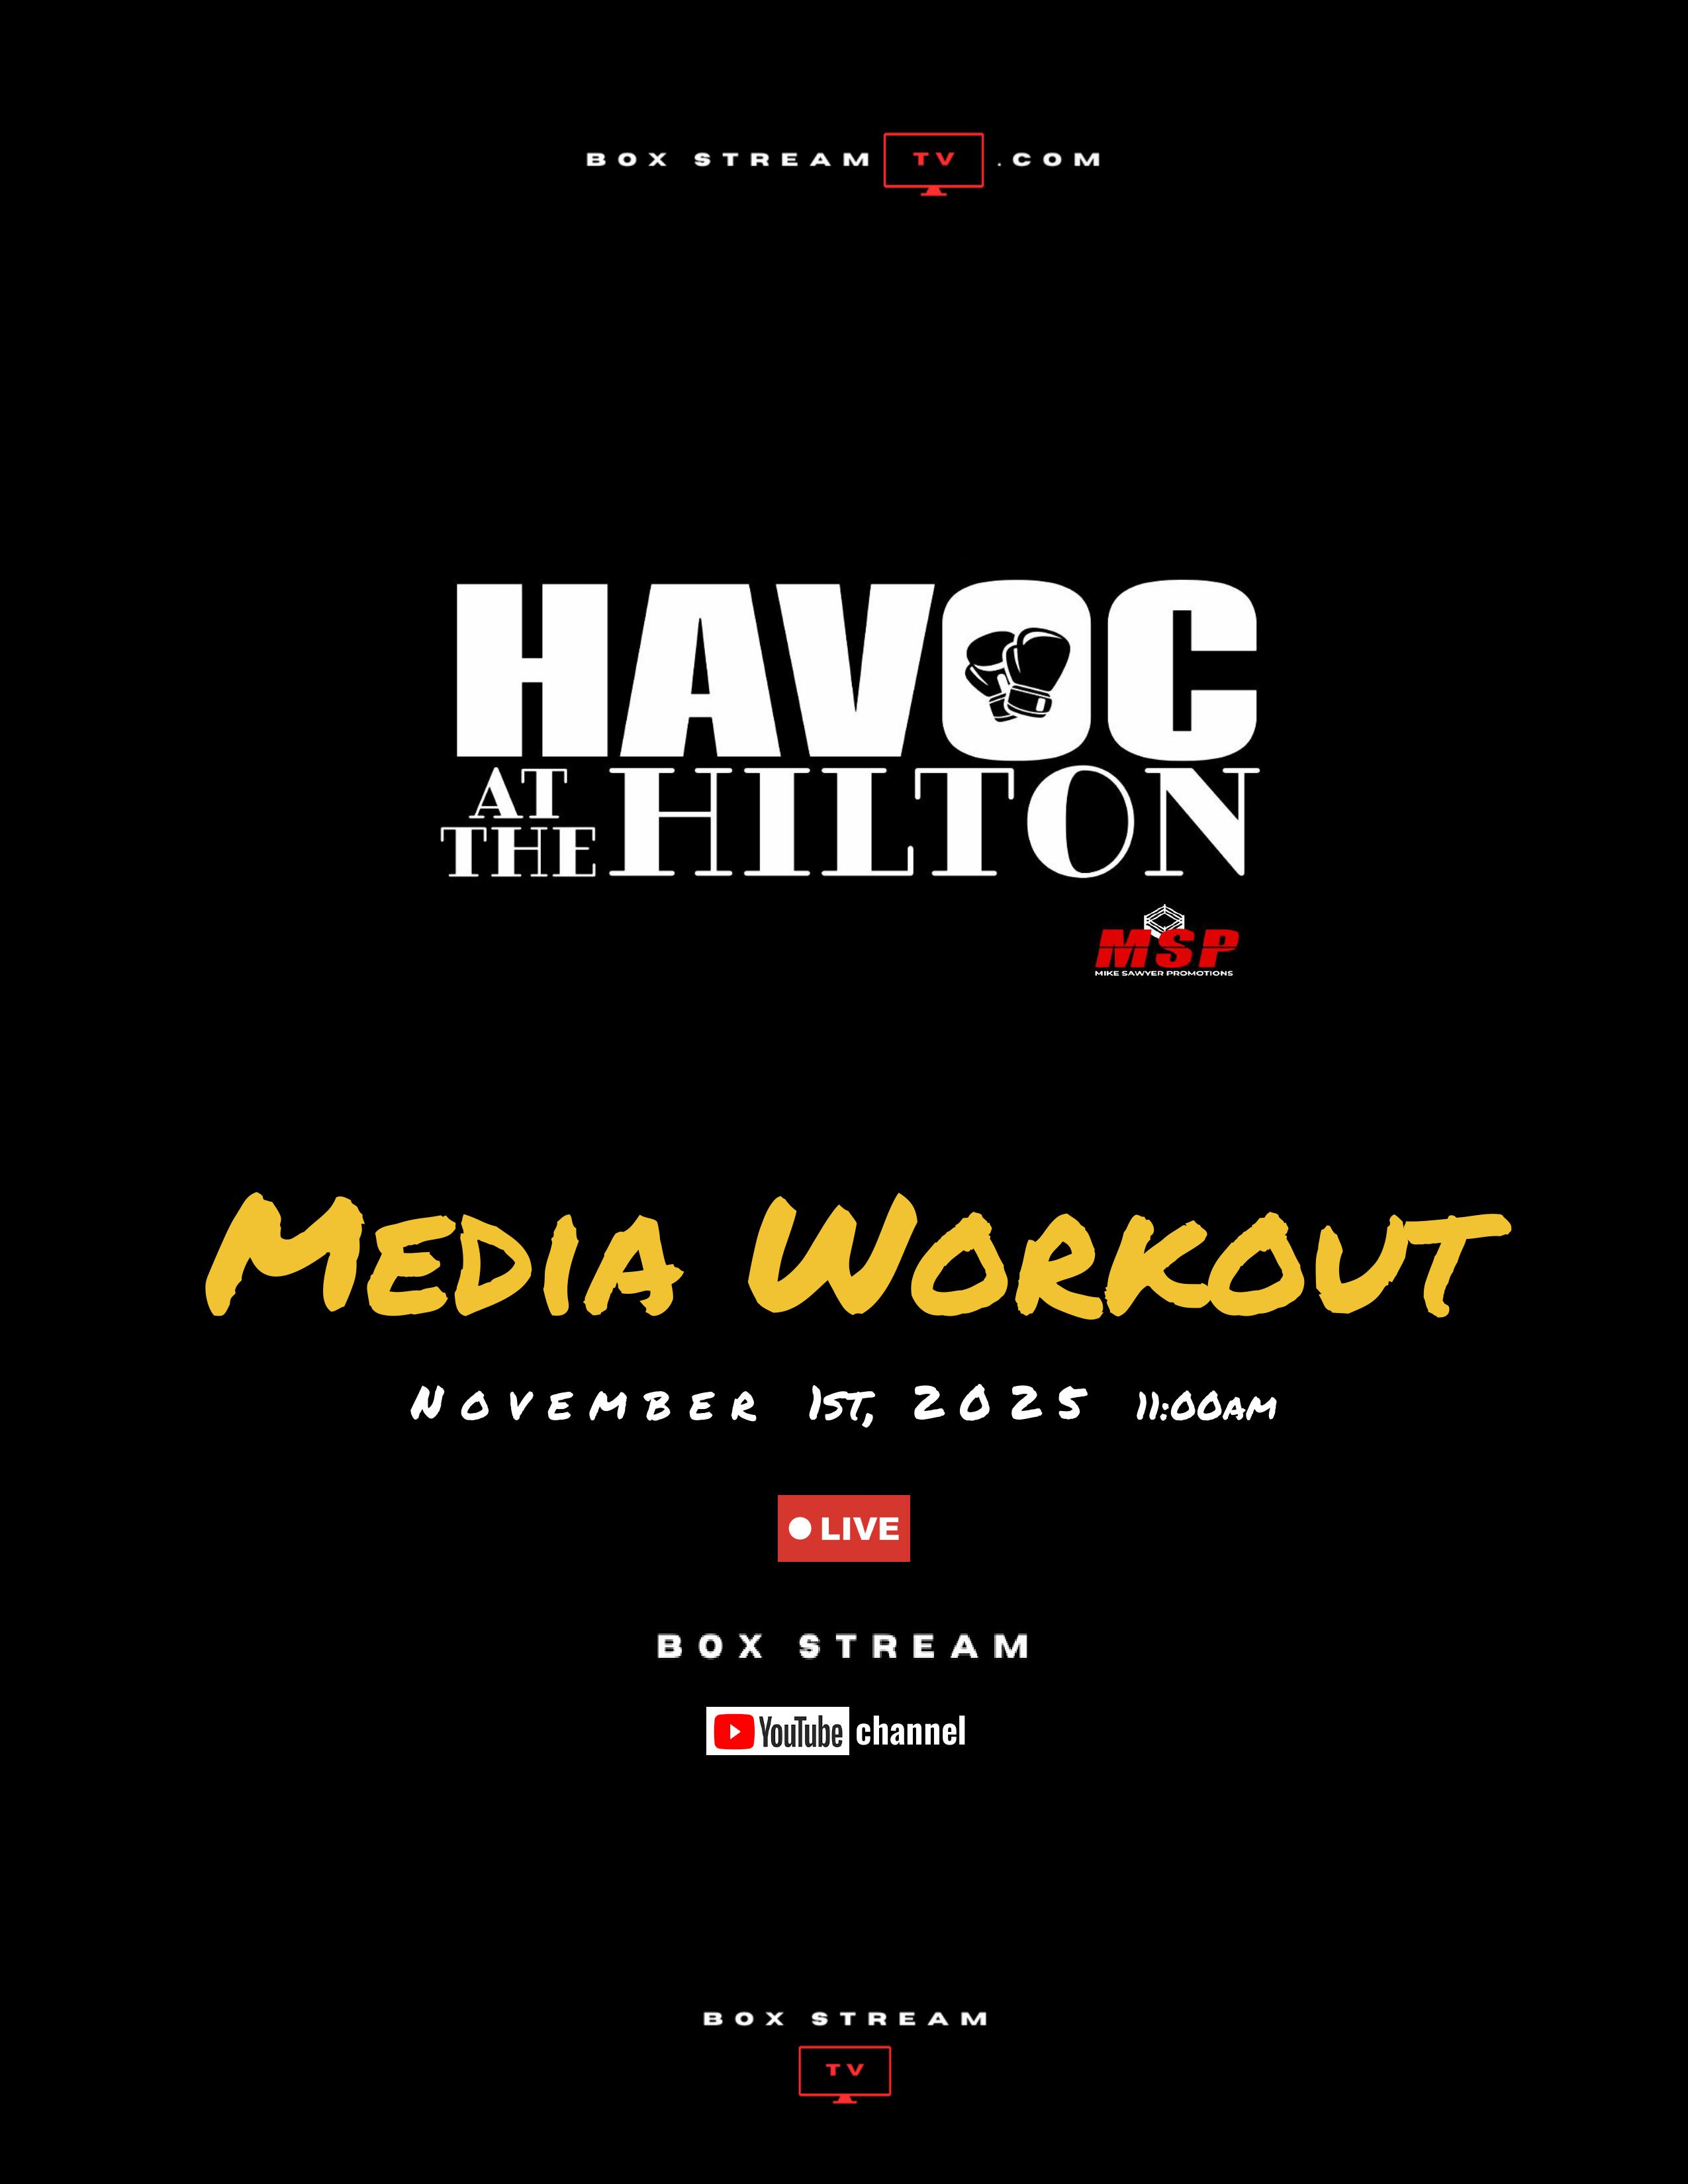 BOX STREAM TV .COM
HAVOC
AT
THE HILTON
MSP
MIKE SAWYER PROMOTIONS
MEDIA WORKOUT
NOVEMBER 1ST, 2025 11:00AM
LIVE
BOX STREAM
YouTube channel
BOX STREAM
TV